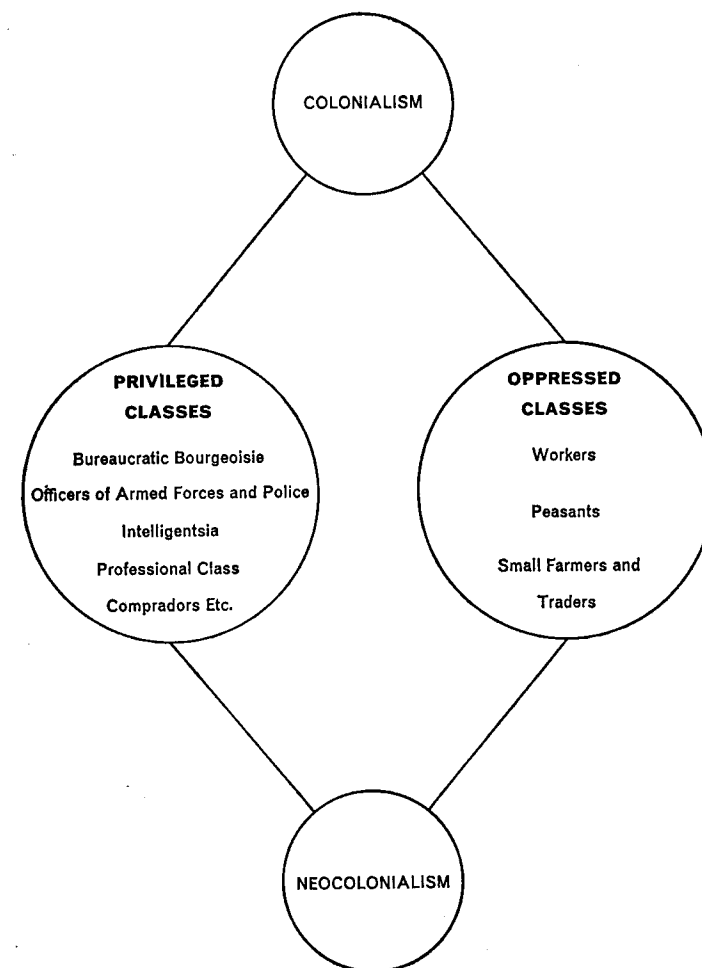 COLONIALISM
PRIVILEGED
CLASSES
Bureaucratic Bourgeoisie
Officers of Armed Forces and Police
Intelligentsia
Professional Class
Compradors Etc.
OPPRESSED
CLASSES
Workers
Peasants
Small Farmers and
Traders
NEOCOLONIALISM